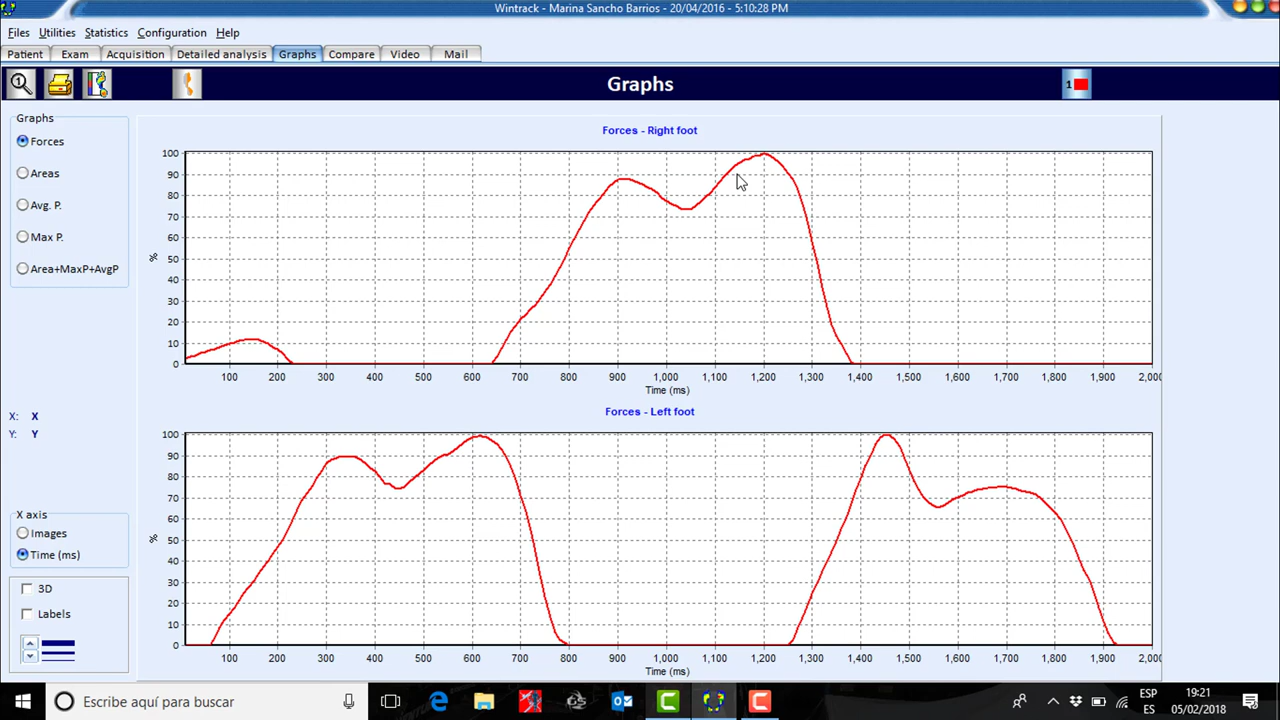 Wintrack - Marina Sancho Barrios - 20/04/2016 - 5:10:28 PM
Files Utilities Statistics Configuration Help
Patient Exam Acquisition Detailed analysis Graphs Compare Video Mail
1 Graphs 1
Graphs
Forces
Areas
Avg. P.
Max P.
Area+MaxP+AvgP
X: X
Y: Y
X axis
Images
Time (ms)
3D
Labels
Forces - Right foot
100
90
80
70
60
50
40
30
20
10
0
%
100 200 300 400 500 600 700 800 900 1,000 1,100 1,200 1,300 1,400 1,500 1,600 1,700 1,800 1,900 2,000
Time (ms)
Forces - Left foot
100
90
80
70
60
50
40
30
20
10
0
%
100 200 300 400 500 600 700 800 900 1,000 1,100 1,200 1,300 1,400 1,500 1,600 1,700 1,800 1,900 2,000
Time (ms)
Escribe aquí para buscar
ESP
ES
19:21
05/02/2018